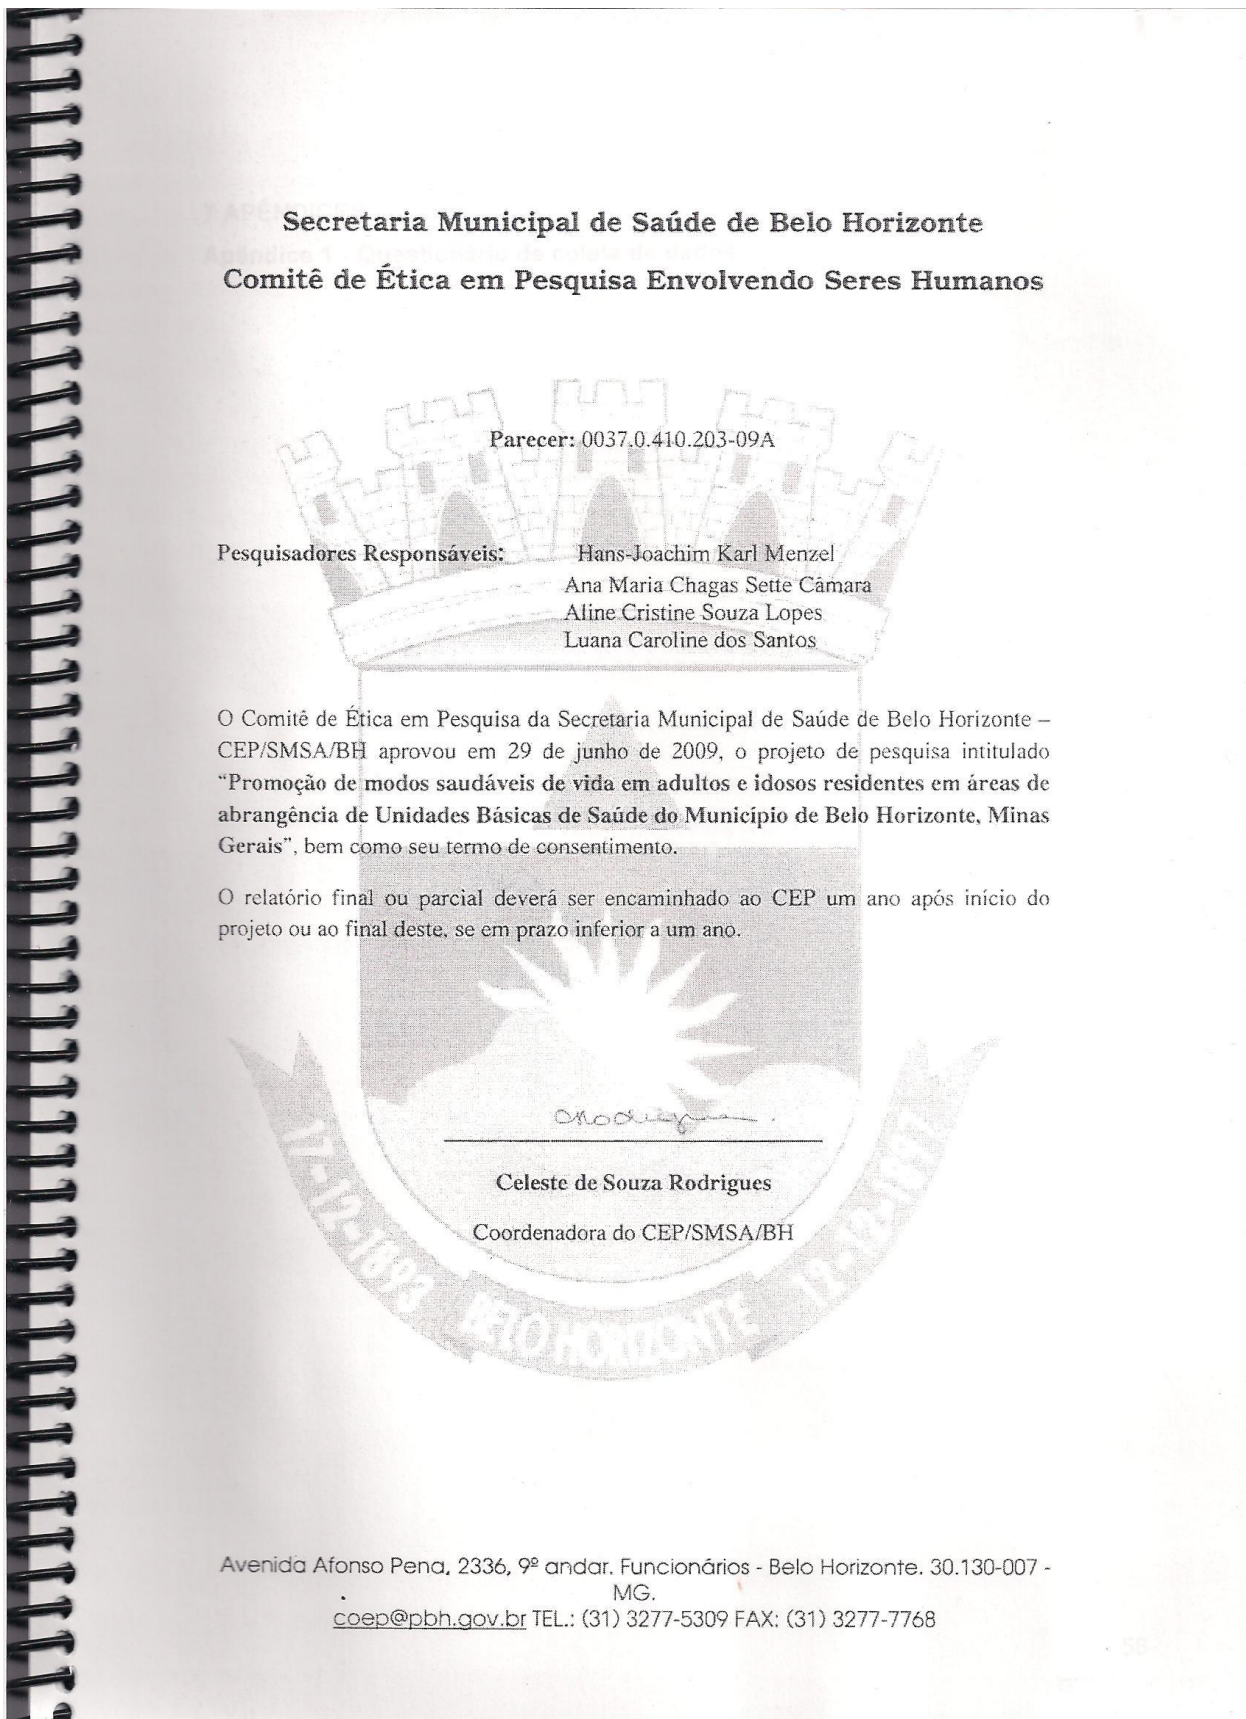 Secretaria Municipal de Saúde de Belo Horizonte
Comitê de Ética em Pesquisa Envolvendo Seres Humanos
Parecer: 0037.0.410.203-09A
Pesquisadores Responsáveis: Hans-Joachim Karl Menzel
Ana Maria Chagas Sette Câmara
Aline Cristine Souza Lopes
Luana Caroline dos Santos
O Comitê de Ética em Pesquisa da Secretaria Municipal de Saúde de Belo Horizonte –
CEP/SMSA/BH aprovou em 29 de junho de 2009, o projeto de pesquisa intitulado
"Promoção de modos saudáveis de vida em adultos e idosos residentes em áreas de
abrangência de Unidades Básicas de Saúde do Município de Belo Horizonte, Minas
Gerais", bem como seu termo de consentimento.
O relatório final ou parcial deverá ser encaminhado ao CEP um ano após início do
projeto ou ao final deste, se em prazo inferior a um ano.
Celeste de Souza Rodrigues
Coordenadora do CEP/SMSA/BH
17-12-1893 BELO HORIZONTE 12-12-1897
Avenida Afonso Pena, 2336, 9º andar. Funcionários - Belo Horizonte. 30.130-007 -
MG.
coep@pbh.gov.br TEL.: (31) 3277-5309 FAX: (31) 3277-7768